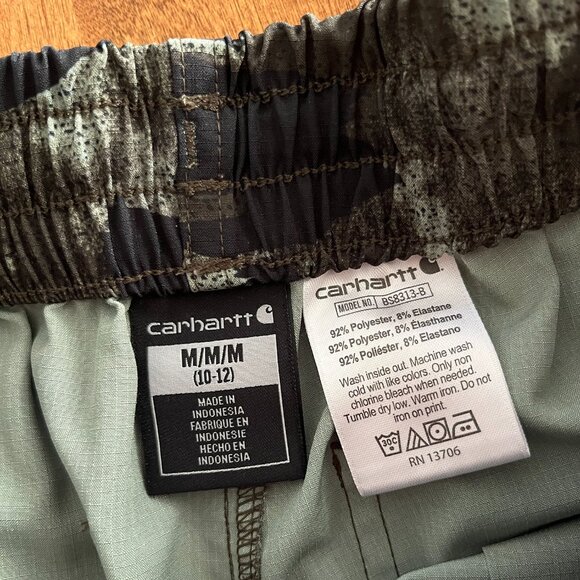 carhartt
M/M/M
(10-12)
MADE IN
INDONESIA
FABRIQUE EN
INDONESIE
HECHO EN
INDONESIA
carhartt
MODEL NO. BS8313-B
92% Polyester, 8% Elastane
92% Polyester, 8% Élasthanne
92% Poliéster, 8% Elastano
Wash inside out. Machine wash
cold with like colors. Only non
chlorine bleach when needed.
Tumble dry low. Warm iron. Do not
iron on print.
30C
RN 13706